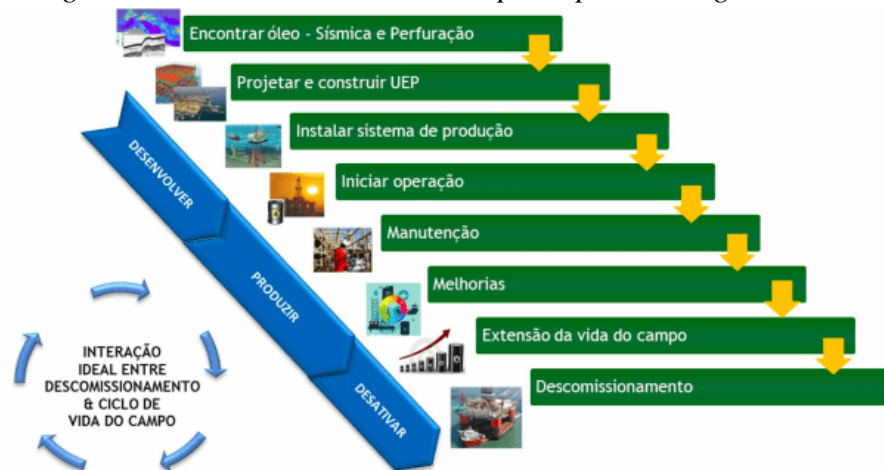 Encontrar óleo - Sísmica e Perfuração
Projetar e construir UEP
Instalar sistema de produção
Iniciar operação
Manutenção
Melhorias
Extensão da vida do campo
Descomissionamento
DESENVOLVER
PRODUZIR
DESATIVAR
INTERAÇÃO
IDEAL ENTRE
DESCOMISSIONAMENTO
& CICLO DE
VIDA DO CAMPO